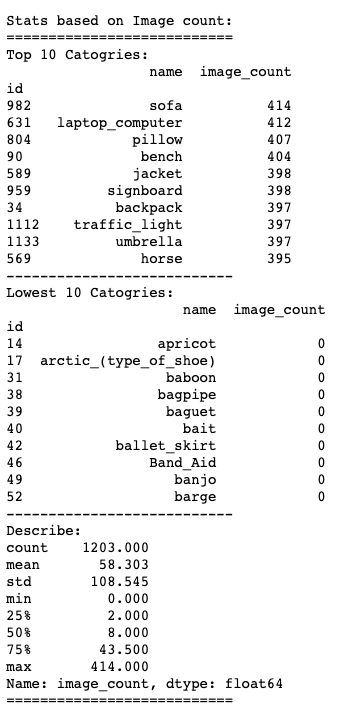 Stats based on Image count:
===========================
Top 10 Catogries:
name image_count
id
982 sofa 414
631 laptop_computer 412
804 pillow 407
90 bench 404
589 jacket 398
959 signboard 398
34 backpack 397
1112 traffic_light 397
1133 umbrella 397
569 horse 395
---------------------------
Lowest 10 Catogries:
name image_count
id
14 apricot 0
17 arctic_(type_of_shoe) 0
31 baboon 0
38 bagpipe 0
39 baguet 0
40 bait 0
42 ballet_skirt 0
46 Band_Aid 0
49 banjo 0
52 barge 0
---------------------------
Describe:
count 1203.000
mean 58.303
std 108.545
min 0.000
25% 2.000
50% 8.000
75% 43.500
max 414.000
Name: image_count, dtype: float64
===========================